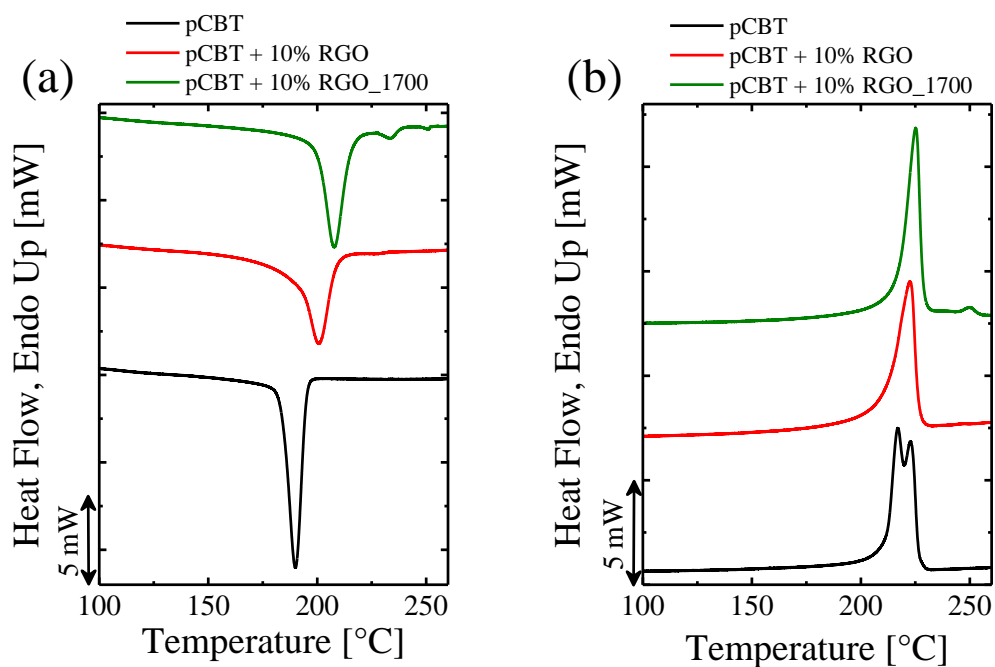 (a)
pCBT
pCBT + 10% RGO
pCBT + 10% RGO_1700
Heat Flow, Endo Up [mW]
5 mW
100 150 200 250
Temperature [°C]
(b)
pCBT
pCBT + 10% RGO
pCBT + 10% RGO_1700
Heat Flow, Endo Up [mW]
5 mW
100 150 200 250
Temperature [°C]